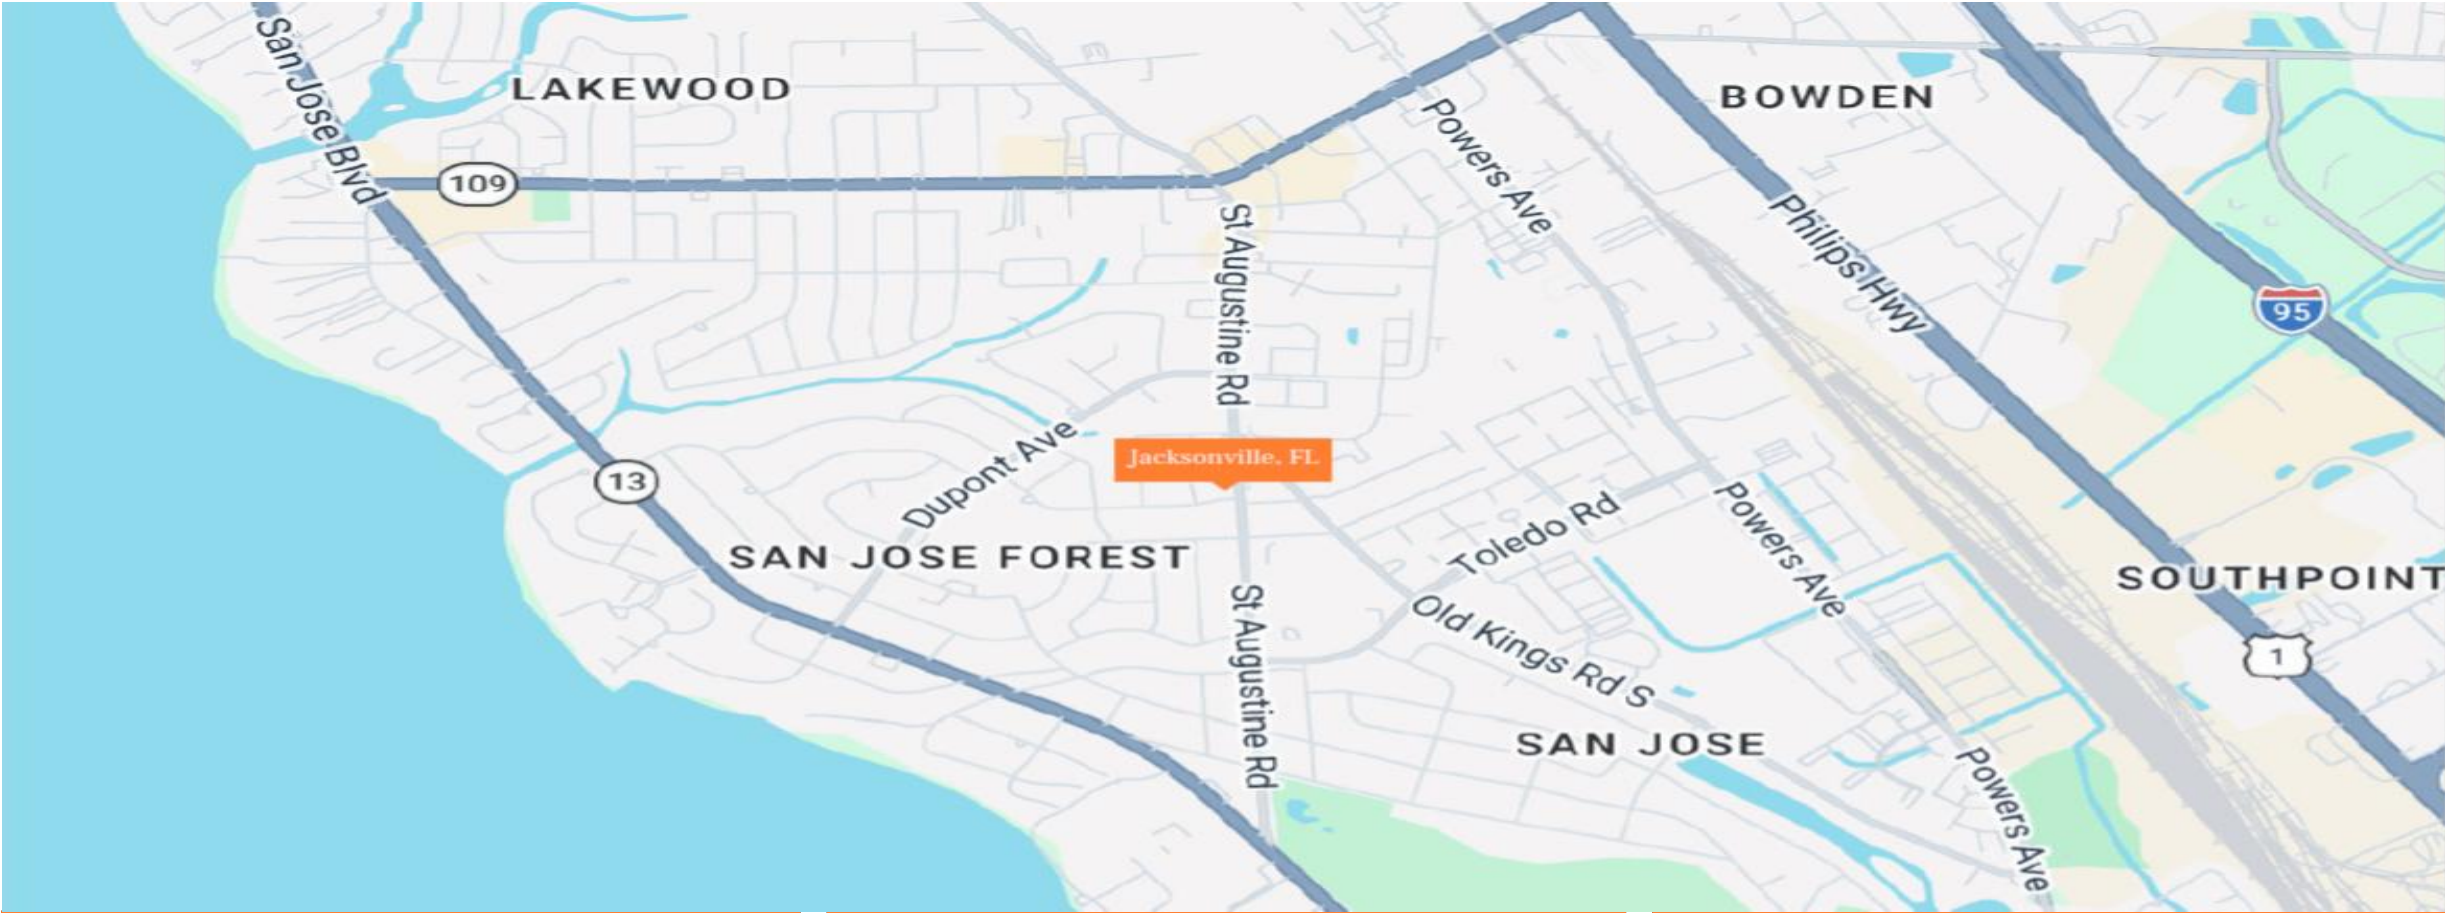 San Jose Blvd
LAKEWOOD
BOWDEN
109
Powers Ave
Philips Hwy
St Augustine Rd
95
Dupont Ave
Jacksonville, FL
13
Toledo Rd
Powers Ave
SAN JOSE FOREST
SOUTHPOINT
Old Kings Rd S
St Augustine Rd
1
SAN JOSE
Powers Ave